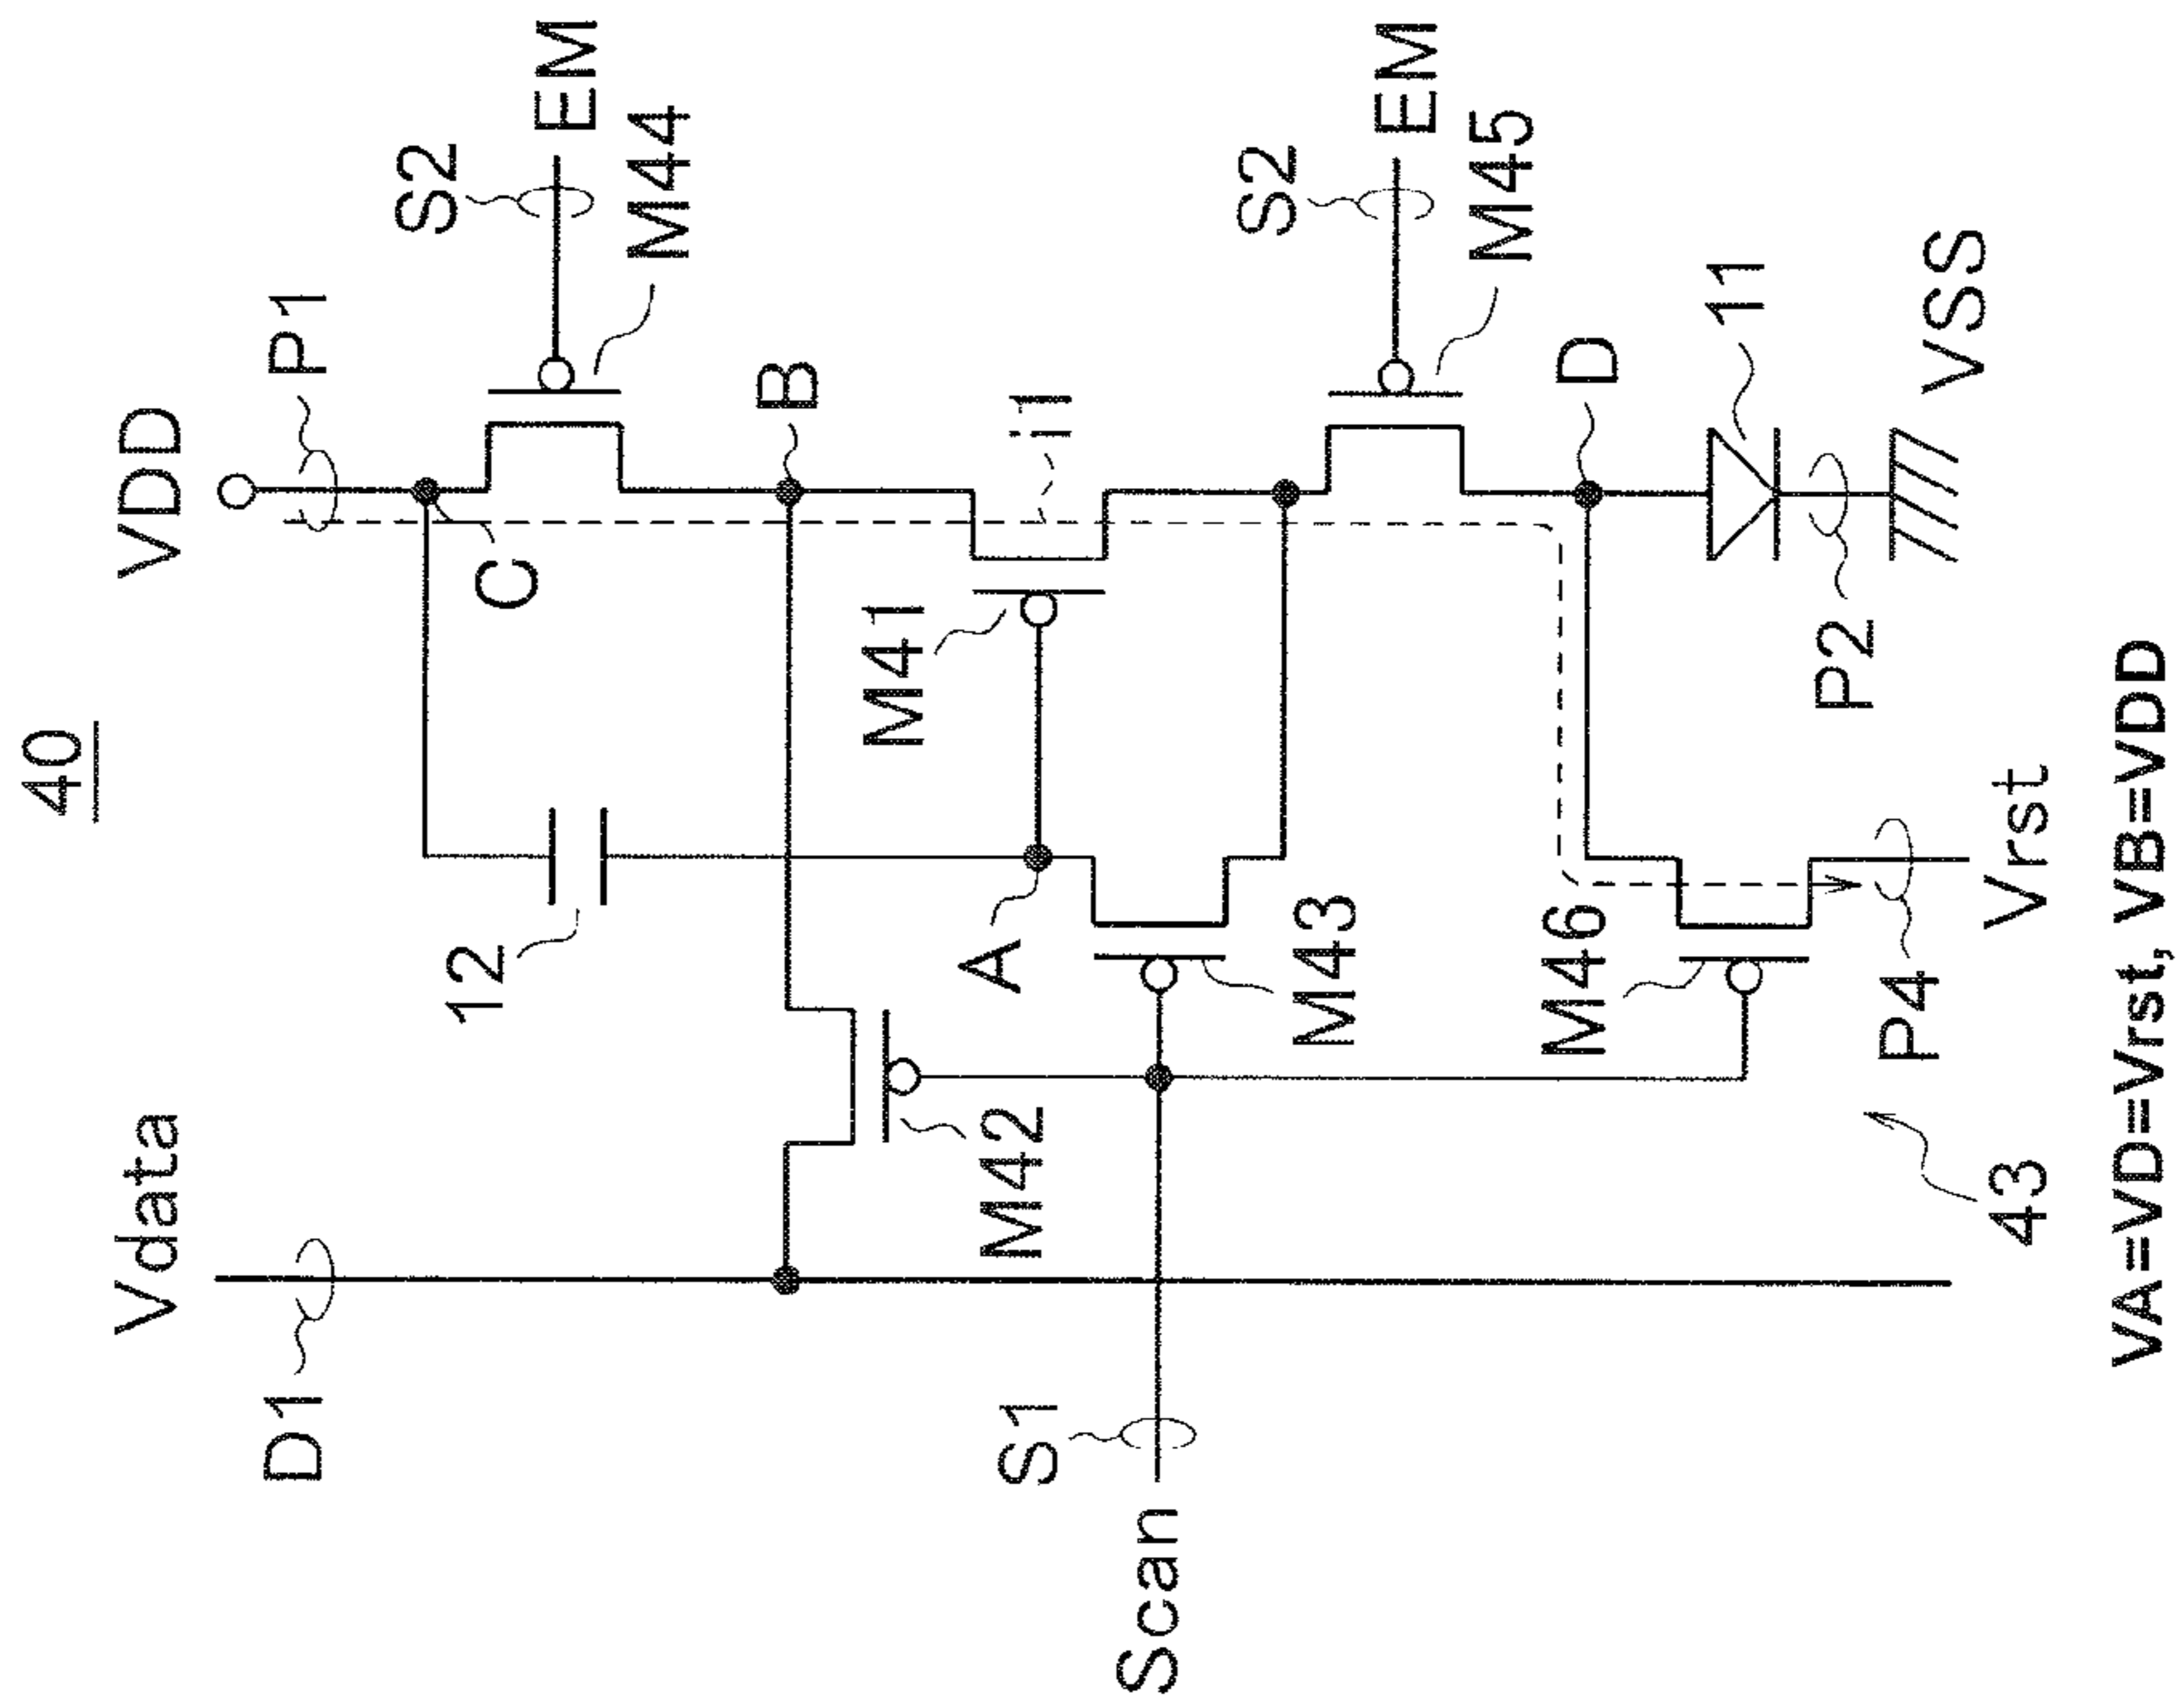 40
VDD
P1
Vdata
D1
C
S2
EM
M44
12
B
M41
i1
A
M42
M43
S1
Scan
S2
EM
M45
D
M46
11
P2
VSS
P4
Vrst
43
VA=VD=Vrst, VB=VDD